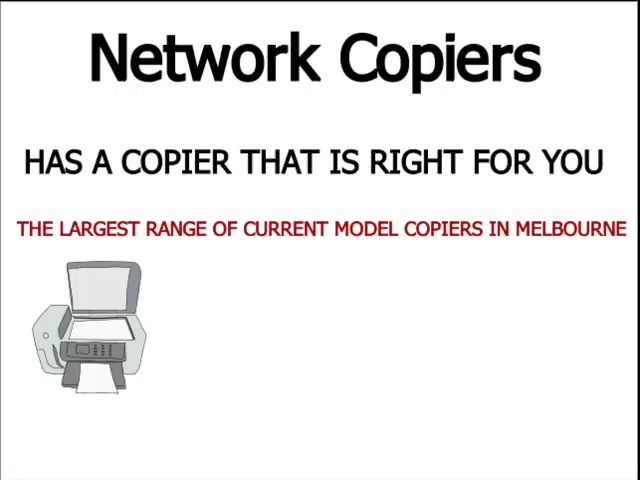 Network Copiers
HAS A COPIER THAT IS RIGHT FOR YOU
THE LARGEST RANGE OF CURRENT MODEL COPIERS IN MELBOURNE